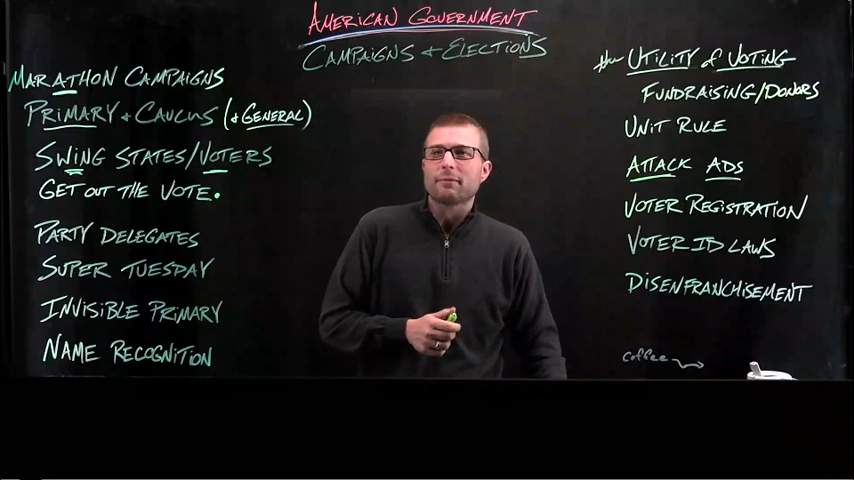 AMERICAN GOVERNMENT
CAMPAIGNS & ELECTIONS
MARATHON CAMPAIGNS
PRIMARY & CAUCUS (& GENERAL)
SWING STATES/VOTERS
GET OUT THE VOTE.
PARTY DELEGATES
SUPER TUESDAY
INVISIBLE PRIMARY
NAME RECOGNITION
the UTILITY of VOTING
FUNDRAISING/DONORS
UNIT RULE
ATTACK ADS
VOTER REGISTRATION
VOTER ID LAWS
DISENFRANCHISEMENT
coffee